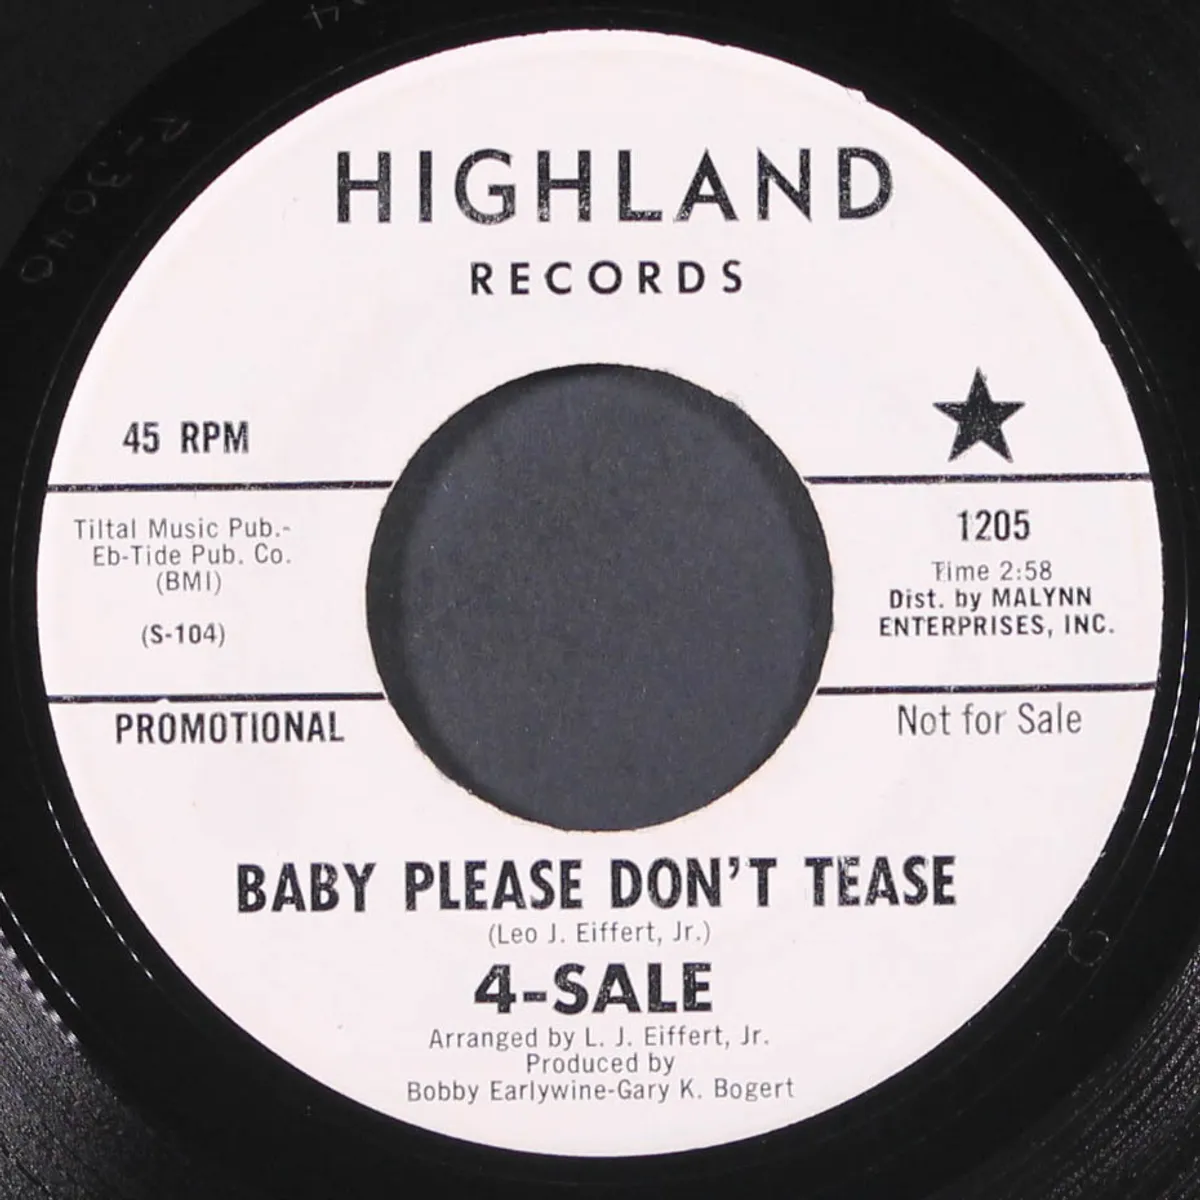 HIGHLAND
RECORDS
45 RPM
Tiltal Music Pub.-
Eb-Tide Pub. Co.
(BMI)
(S-104)
1205
Time 2:58
Dist. by MALYNN
ENTERPRISES, INC.
PROMOTIONAL
Not for Sale
BABY PLEASE DON'T TEASE
(Leo J. Eiffert, Jr.)
4-SALE
Arranged by L. J. Eiffert, Jr.
Produced by
Bobby Earlywine-Gary K. Bogert